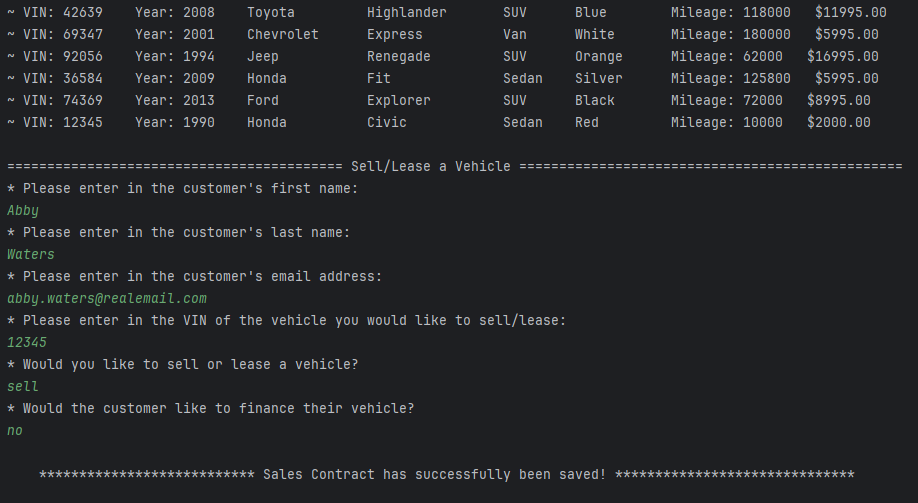 ~ VIN: 42639    Year: 2008    Toyota         Highlander       SUV      Blue        Mileage: 118000   $11995.00
~ VIN: 69347    Year: 2001    Chevrolet      Express          Van      White       Mileage: 180000   $5995.00
~ VIN: 92056    Year: 1994    Jeep           Renegade         SUV      Orange      Mileage: 62000   $16995.00
~ VIN: 36584    Year: 2009    Honda          Fit              Sedan    Silver      Mileage: 125800   $5995.00
~ VIN: 74369    Year: 2013    Ford           Explorer         SUV      Black       Mileage: 72000   $8995.00
~ VIN: 12345    Year: 1990    Honda          Civic            Sedan    Red         Mileage: 10000   $2000.00
========================================== Sell/Lease a Vehicle ================================================
* Please enter in the customer's first name:
Abby
* Please enter in the customer's last name:
Waters
* Please enter in the customer's email address:
abby.waters@realemail.com
* Please enter in the VIN of the vehicle you would like to sell/lease:
12345
* Would you like to sell or lease a vehicle?
sell
* Would the customer like to finance their vehicle?
no
*************************** Sales Contract has successfully been saved! ******************************